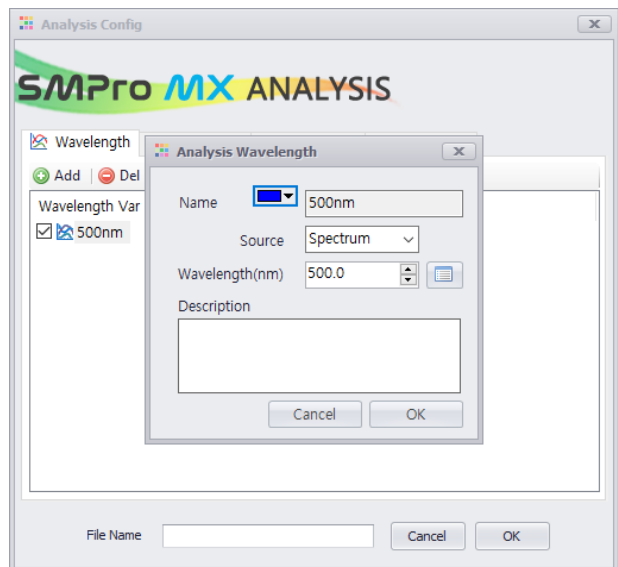 Analysis Config
SMPro MX ANALYSIS
Wavelength
Add Del
Wavelength Var
500nm
Analysis Wavelength
Name 500nm
Source Spectrum
Wavelength(nm) 500.0
Description
Cancel OK
File Name Cancel OK